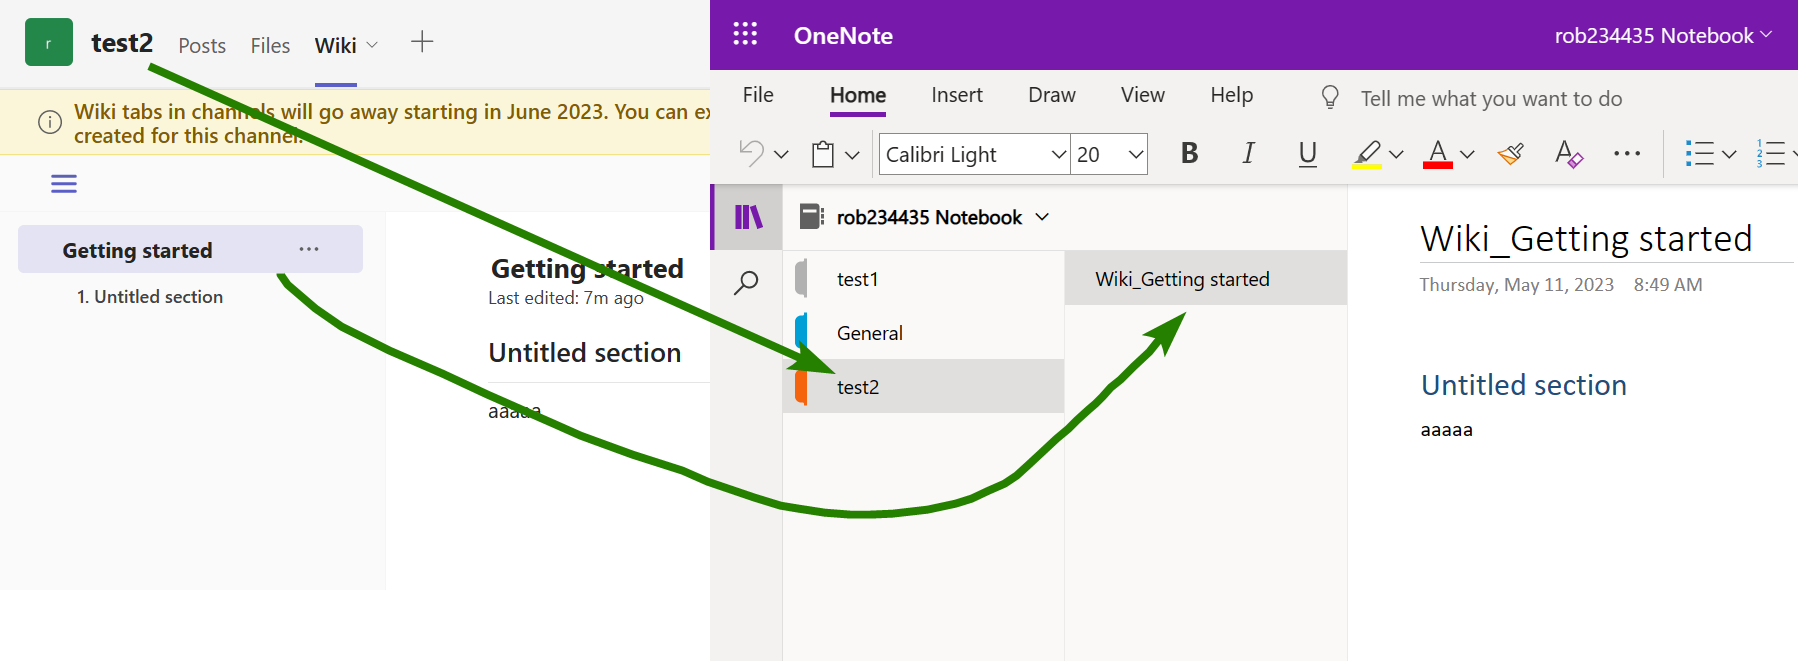 r
test2
Posts
Files
Wiki
Wiki tabs in channels will go away starting in June 2023. You can ex
created for this channel.
Getting started
1. Untitled section
Getting started
Last edited: 7m ago
Untitled section
aaaaa
OneNote
rob234435 Notebook
File
Home
Insert
Draw
View
Help
Tell me what you want to do
Calibri Light
20
B
I
U
A
A
1
2
3
rob234435 Notebook
test1
General
test2
Wiki_Getting started
Wiki_Getting started
Thursday, May 11, 2023 8:49 AM
Untitled section
aaaaa